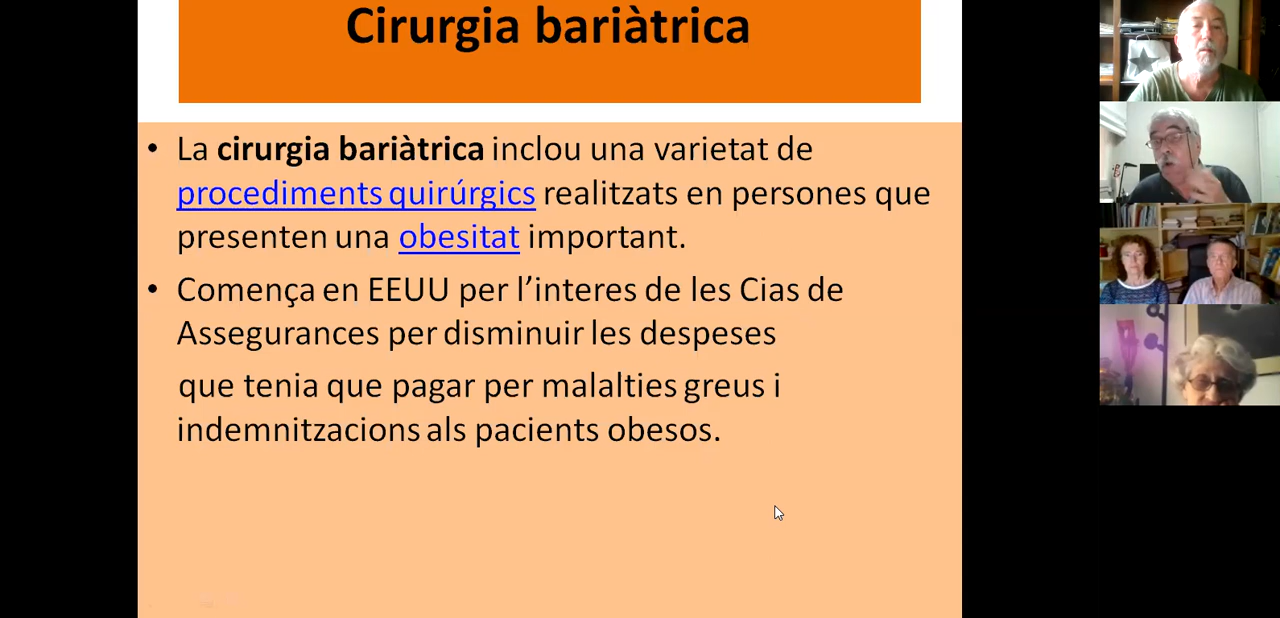 Cirurgia bariàtrica
• La cirurgia bariàtrica inclou una varietat de
procediments quirúrgics realitzats en persones que
presenten una obesitat important.
• Comença en EEUU per l’interes de les Cias de
Assegurances per disminuir les despeses
que tenia que pagar per malalties greus i
indemnitzacions als pacients obesos.